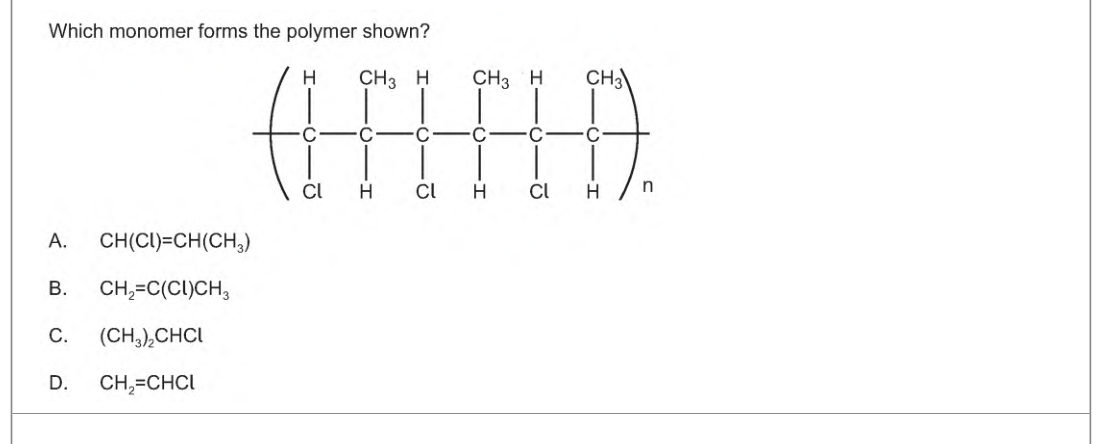 Which monomer forms the polymer shown?
H CH₃ H CH₃ H CH₃
C C C C C C
Cl H Cl H Cl H n
A. CH(Cl)=CH(CH₃)
B. CH₂=C(Cl)CH₃
C. (CH₃)₂CHCl
D. CH₂=CHCl